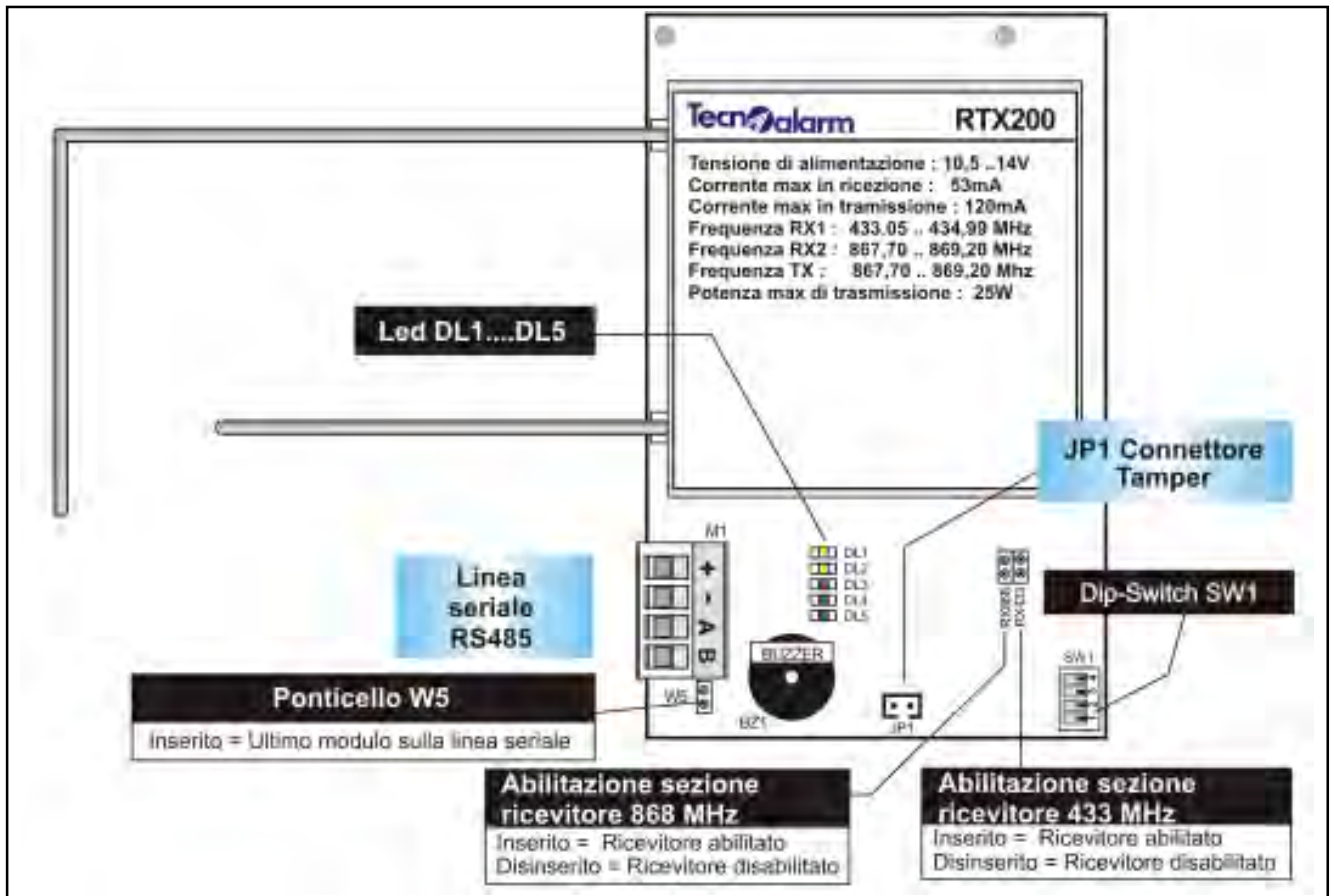 Tecnoalarm RTX200
Tensione di alimentazione : 10,5 ..14V
Corrente max in ricezione : 53mA
Corrente max in tramissione : 120mA
Frequenza RX1 : 433.05 .. 434,99 MHz
Frequenza RX2 : 867,70 .. 869,20 MHz
Frequenza TX : 867,70 .. 869,20 Mhz
Potenza max di trasmissione : 25W
Led DL1....DL5
JP1 Connettore
Tamper
M1
+
-
A
B
DL1
DL2
DL3
DL4
DL5
Linea
seriale
RS485
RX868
Dip-Switch SW1
SW1
BUZZER
BZ1
JP1
W5
Ponticello W5
Inserito = Ultimo modulo sulla linea seriale
Abilitazione sezione
ricevitore 868 MHz
Inserito = Ricevitore abilitato
Disinserito = Ricevitore disabilitato
Abilitazione sezione
ricevitore 433 MHz
Inserito = Ricevitore abilitato
Disinserito = Ricevitore disabilitato